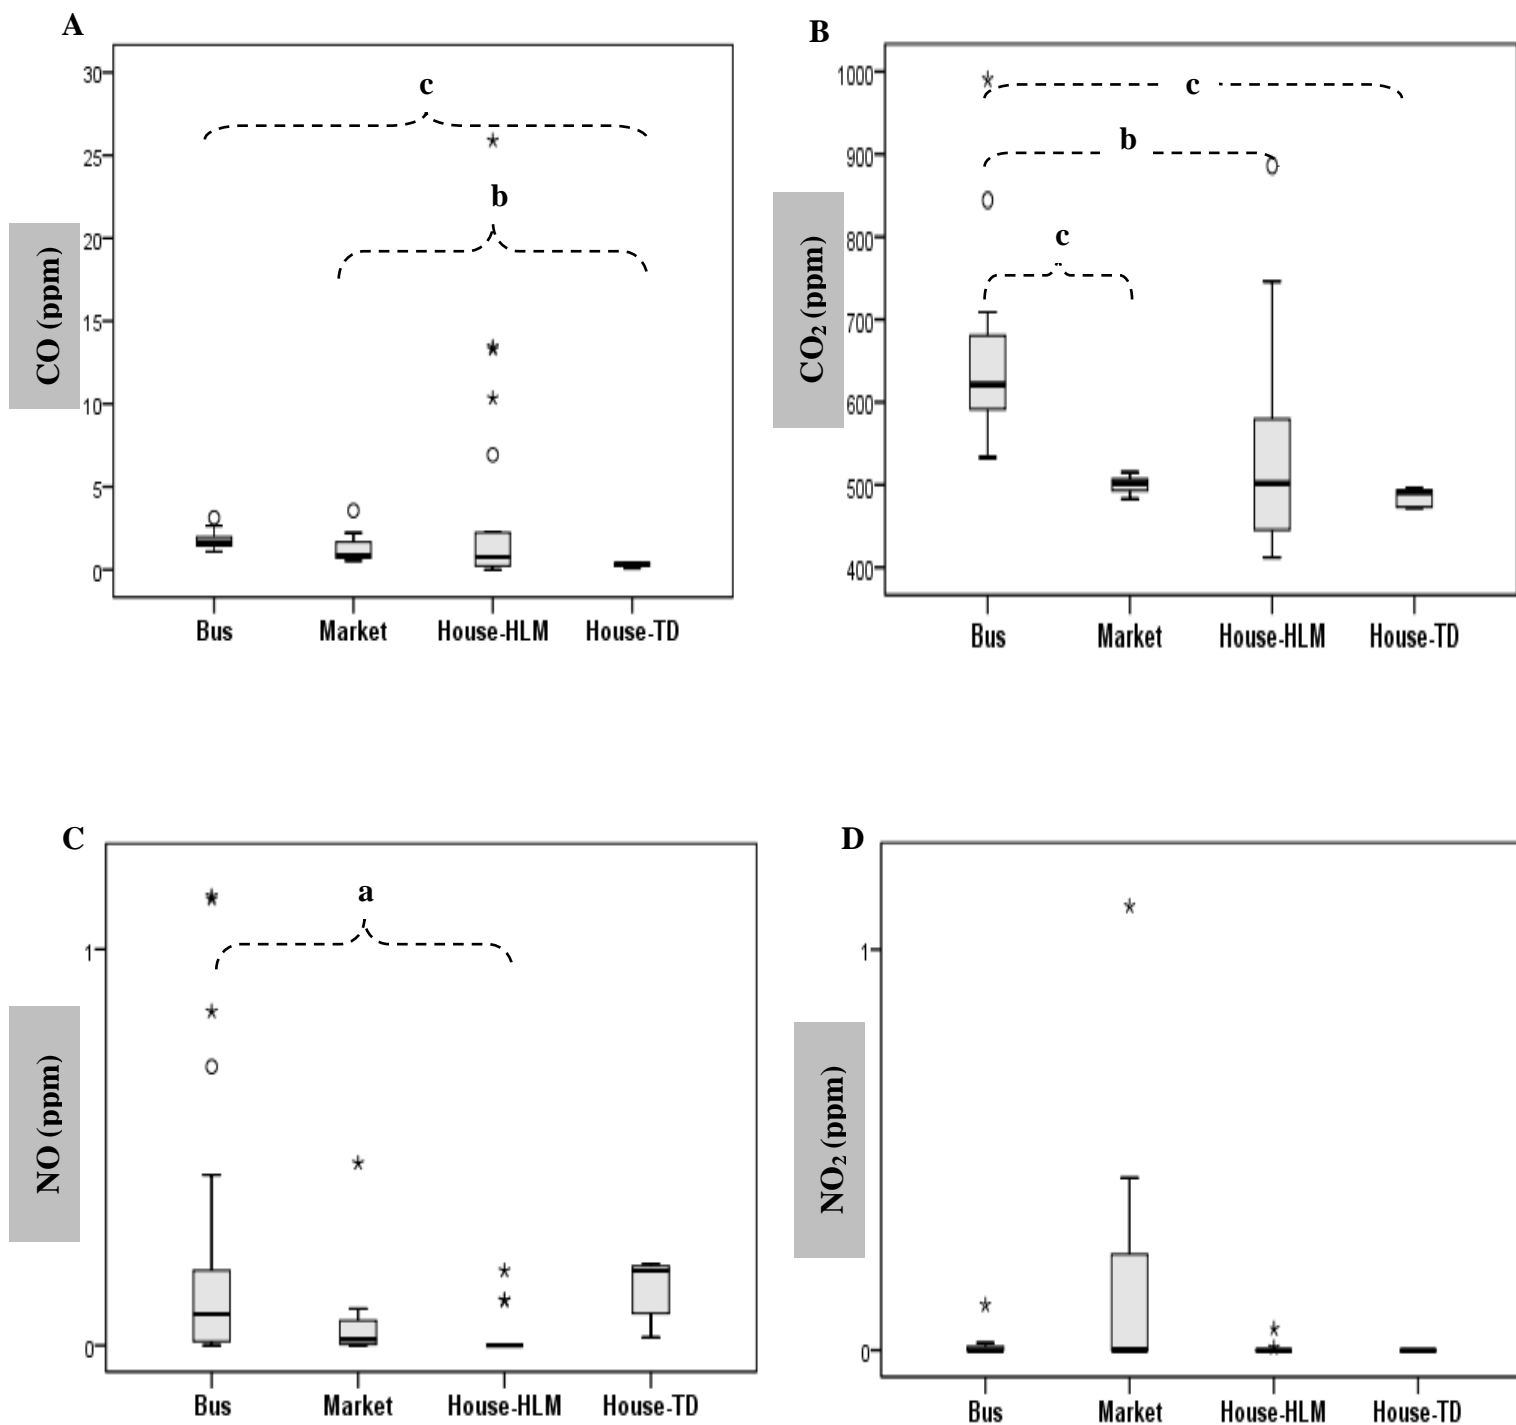 A
CO (ppm)
30
25
20
15
10
5
0
c
b
Bus Market House-HLM House-TD
B
CO₂ (ppm)
1000
900
800
700
600
500
400
c
b
c
Bus Market House-HLM House-TD
C
NO (ppm)
1
0
a
Bus Market House-HLM House-TD
D
NO₂ (ppm)
1
0
Bus Market House-HLM House-TD